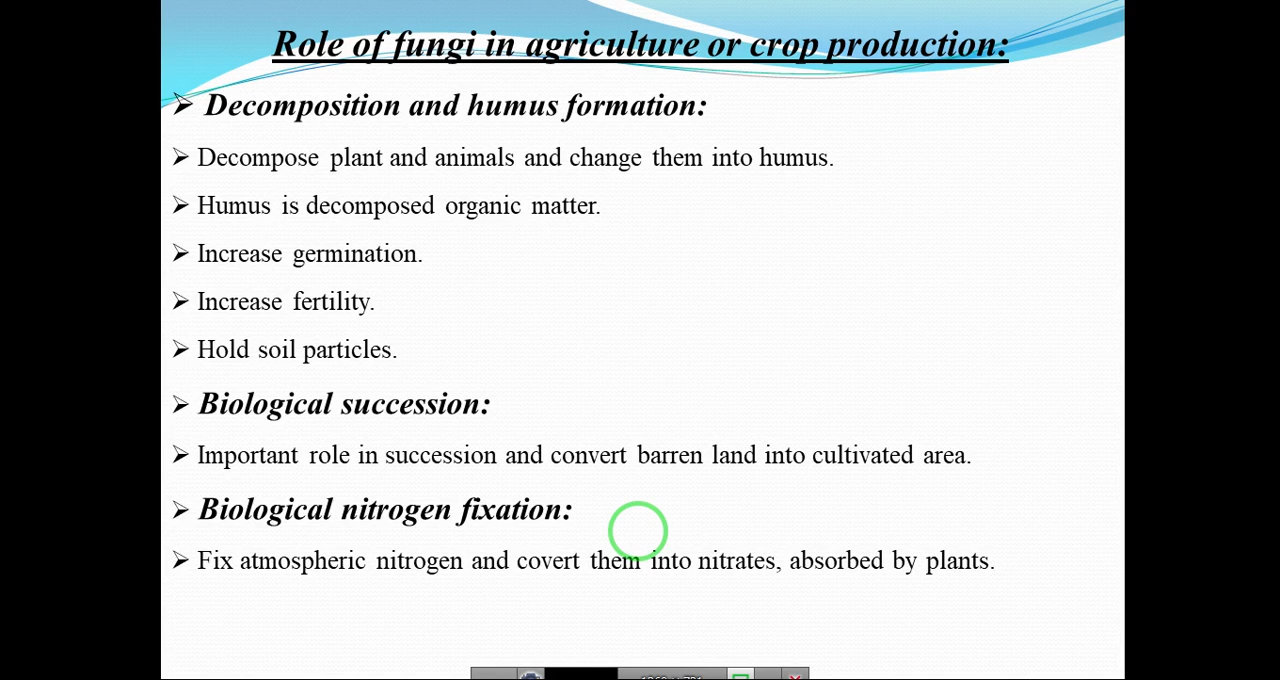 Role of fungi in agriculture or crop production:
Decomposition and humus formation:
Decompose plant and animals and change them into humus.
Humus is decomposed organic matter.
Increase germination.
Increase fertility.
Hold soil particles.
Biological succession:
Important role in succession and convert barren land into cultivated area.
Biological nitrogen fixation:
Fix atmospheric nitrogen and covert them into nitrates, absorbed by plants.